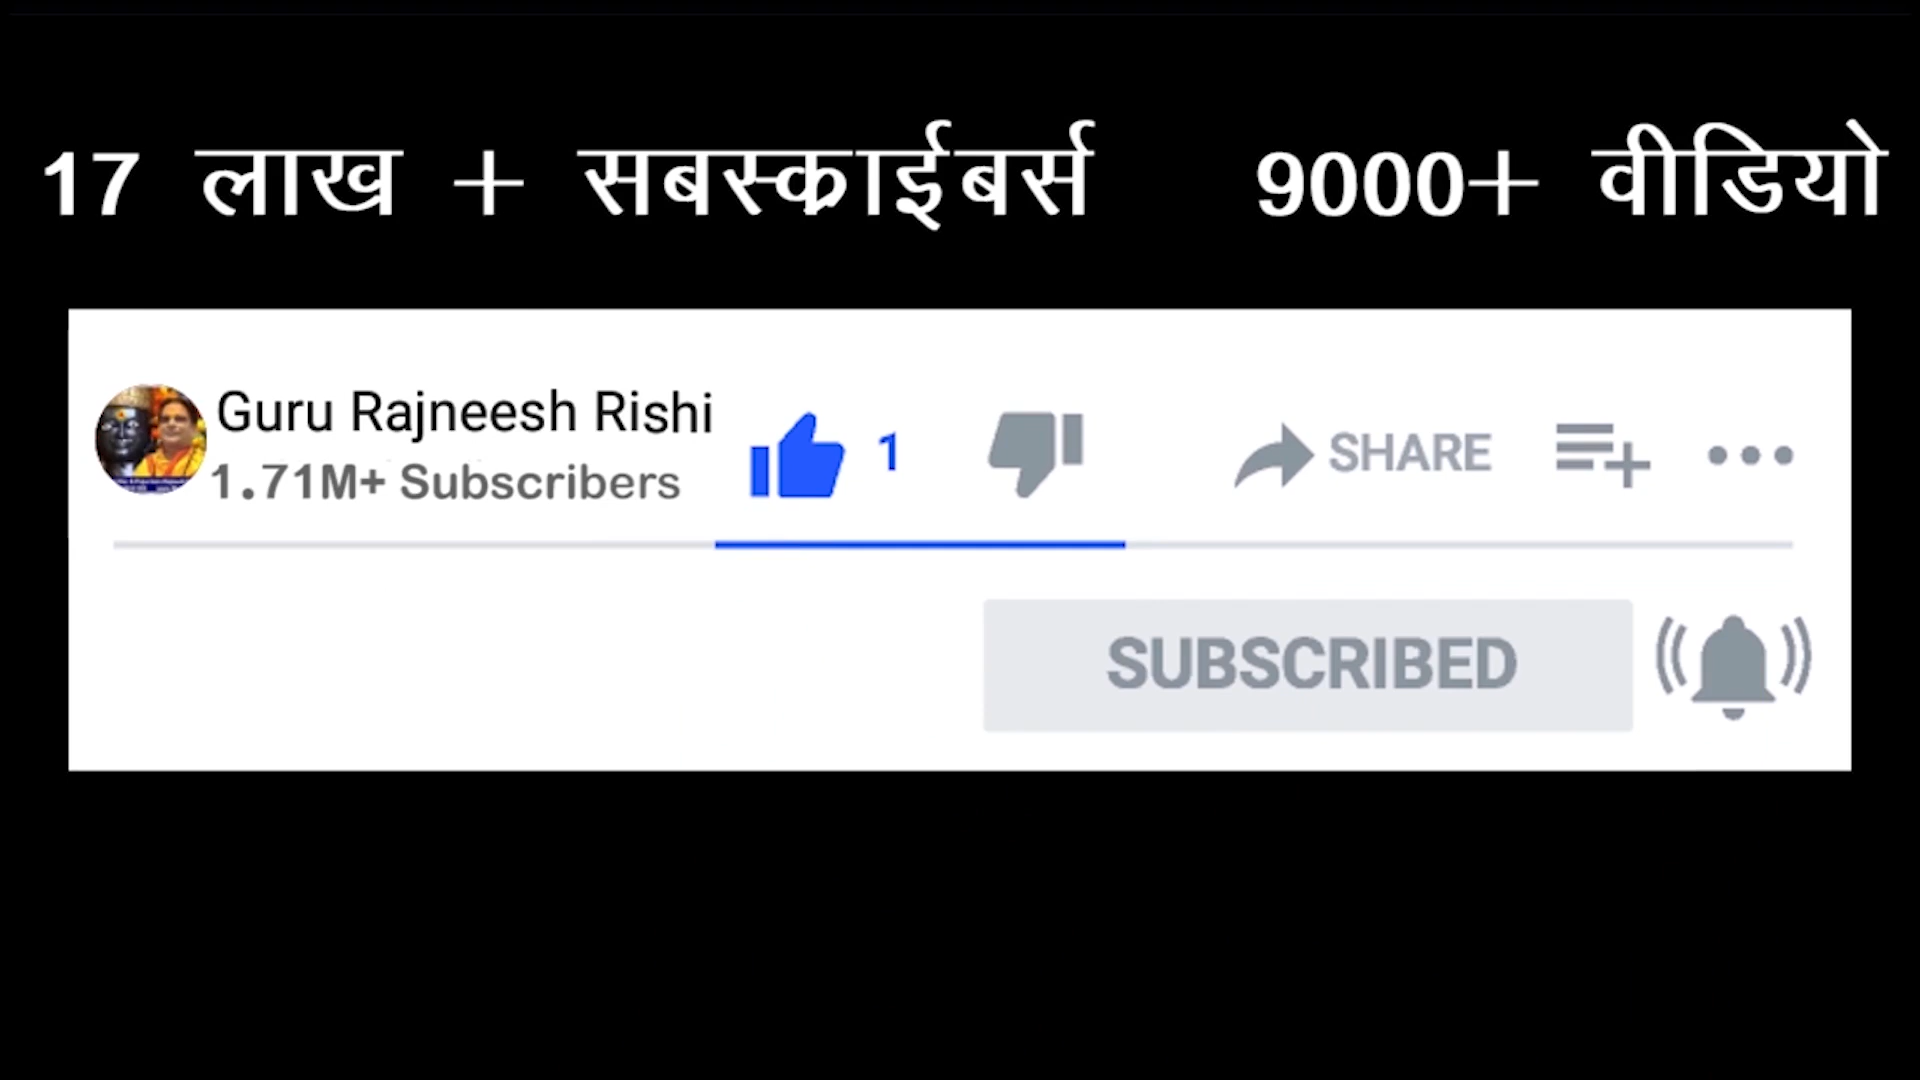 17 लाख + सबस्क्राईबर्स 9000+ वीडियो
Guru Rajneesh Rishi
1.71M+ Subscribers
1
SHARE
SUBSCRIBED